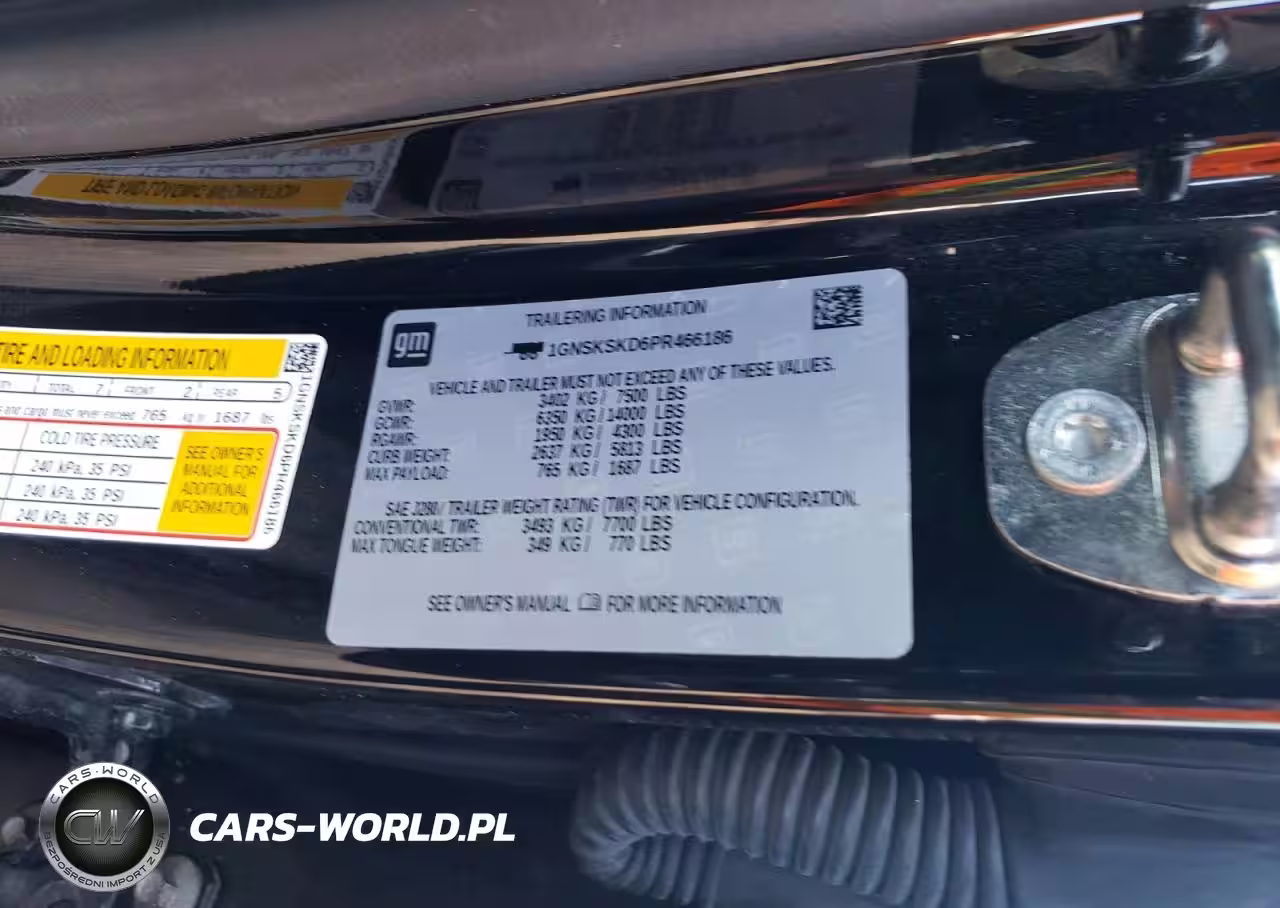 TRAILERING INFORMATION
gm
1GNSKSKD6PR466186
VEHICLE AND TRAILER MUST NOT EXCEED ANY OF THESE VALUES.
GVWR: 3402 KG / 7500 LBS
GCWR: 6350 KG / 14000 LBS
RGAWR: 1950 KG / 4300 LBS
CURB WEIGHT: 2637 KG / 5813 LBS
MAX PAYLOAD: 765 KG / 1687 LBS
SAE J2807 TRAILER WEIGHT RATING (TWR) FOR VEHICLE CONFIGURATION.
CONVENTIONAL TWR: 3493 KG / 7700 LBS
MAX TONGUE WEIGHT: 349 KG / 770 LBS
SEE OWNER'S MANUAL FOR MORE INFORMATION
TIRE AND LOADING INFORMATION
TOTAL 7 FRONT 2 REAR 5
and cargo must never exceed 765 kg or 1687 lbs
COLD TIRE PRESSURE
240 kPa, 35 PSI
240 kPa, 35 PSI
240 kPa, 35 PSI
SEE OWNER'S
MANUAL FOR
ADDITIONAL
INFORMATION
1GNSKSKD6PR466186
CARS-WORLD
CW
BEZPOŚREDNI IMPORT Z USA
CARS-WORLD.PL